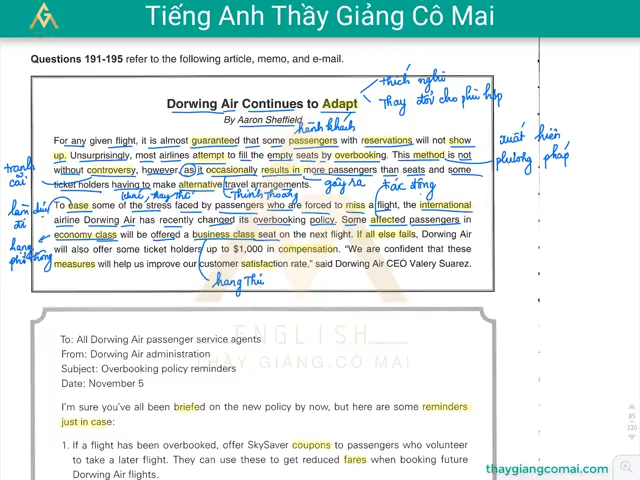 Tiếng Anh Thầy Giảng Cô Mai
Questions 191-195 refer to the following article, memo, and e-mail.
thích nghi
thay đổi cho phù hợp
Dorwing Air Continues to Adapt
By Aaron Sheffield
hành khách
For any given flight, it is almost guaranteed that some passengers with reservations will not show
up. Unsurprisingly, most airlines attempt to fill the empty seats by overbooking. This method is not
without controversy, however, as it occasionally results in more passengers than seats and some
ticket holders having to make alternative travel arrangements.
xuất hiện
phương pháp
tranh
cãi
gây ra
khác, thay thế
thỉnh thoảng
tác động
To ease some of the stress faced by passengers who are forced to miss a flight, the international
airline Dorwing Air has recently changed its overbooking policy. Some affected passengers in
economy class will be offered a business class seat on the next flight. If all else fails, Dorwing Air
will also offer some ticket holders up to $1,000 in compensation. “We are confident that these
measures will help us improve our customer satisfaction rate,” said Dorwing Air CEO Valery Suarez.
làm dịu
đi
hạng
phổ thông
hạng thứ
ENGLISH
THẦY GIẢNG.CÔ MAI
To: All Dorwing Air passenger service agents
From: Dorwing Air administration
Subject: Overbooking policy reminders
Date: November 5
I’m sure you’ve all been briefed on the new policy by now, but here are some reminders
just in case:
1. If a flight has been overbooked, offer SkySaver coupons to passengers who volunteer
to take a later flight. They can use these to get reduced fares when booking future
Dorwing Air flights.
85
220
thaygiangcomai.com